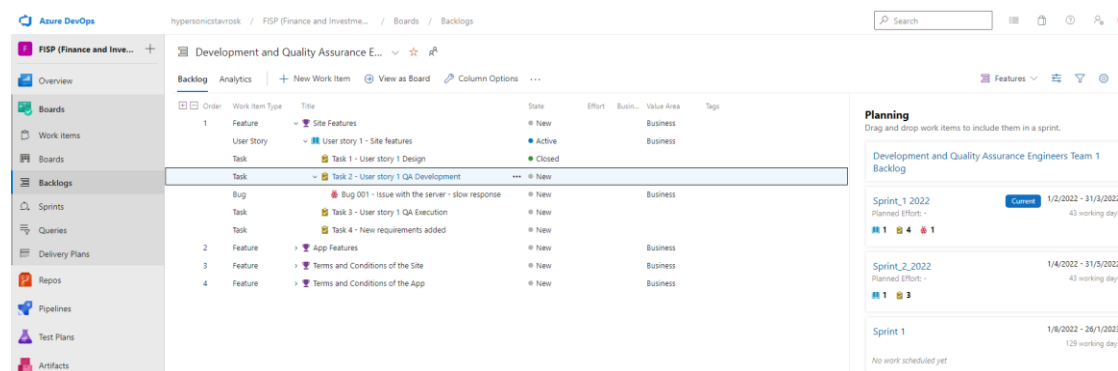 Azure DevOps
hypersonicstavrosk / FISP (Finance and Investme... / Boards / Backlogs
Search
F FISP (Finance and Inve... +
Overview
Boards
Work items
Boards
Backlogs
Sprints
Queries
Delivery Plans
Repos
Pipelines
Test Plans
Artifacts
Development and Quality Assurance E...
Backlog Analytics + New Work Item View as Board Column Options ...
Features
Order Work Item Type Title State Effort Busin... Value Area Tags
1 Feature Site Features New Business
User Story User story 1 - Site features Active Business
Task Task 1 - User story 1 Design Closed
Task Task 2 - User story 1 QA Development ... New
Bug Bug 001 - Issue with the server - slow response New Business
Task Task 3 - User story 1 QA Execution New
Task Task 4 - New requirements added New
2 Feature App Features New Business
3 Feature Terms and Conditions of the Site New Business
4 Feature Terms and Conditions of the App New Business
Planning
Drag and drop work items to include them in a sprint.
Development and Quality Assurance Engineers Team 1
Backlog
Sprint_1 2022 Current 1/2/2022 - 31/3/2022
Planned Effort: - 43 working day
1 4 1
Sprint_2_2022 1/4/2022 - 31/5/2022
Planned Effort: - 43 working day
1 3
Sprint 1 1/8/2022 - 26/1/2023
129 working day
No work scheduled yet